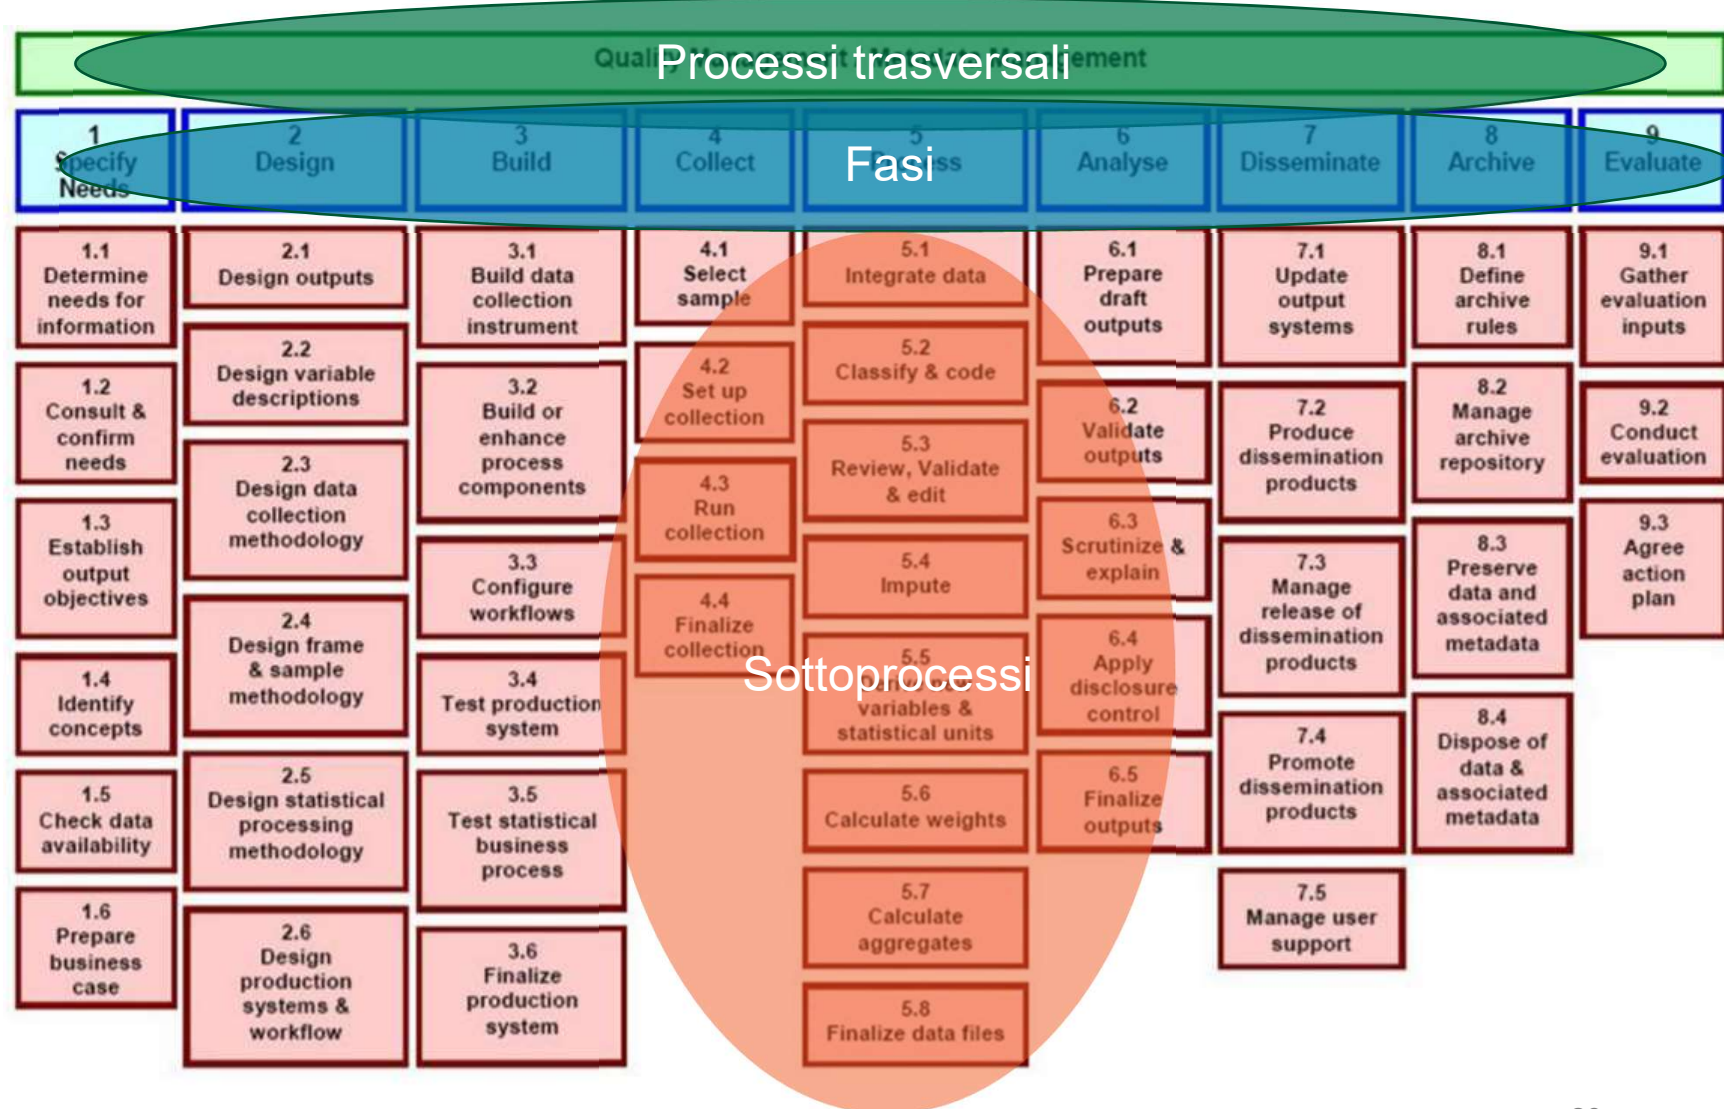 Quality Management Metadata Management
Processi trasversali
1
Specify
Needs
2
Design
3
Build
4
Collect
5
Process
6
Analyse
7
Disseminate
8
Archive
9
Evaluate
Fasi
1.1
Determine
needs for
information
1.2
Consult &
confirm
needs
1.3
Establish
output
objectives
1.4
Identify
concepts
1.5
Check data
availability
1.6
Prepare
business
case
2.1
Design outputs
2.2
Design variable
descriptions
2.3
Design data
collection
methodology
2.4
Design frame
& sample
methodology
2.5
Design statistical
processing
methodology
2.6
Design
production
systems &
workflow
3.1
Build data
collection
instrument
3.2
Build or
enhance
process
components
3.3
Configure
workflows
3.4
Test production
system
3.5
Test statistical
business
process
3.6
Finalize
production
system
4.1
Select
sample
4.2
Set up
collection
4.3
Run
collection
4.4
Finalize
collection
Sottoprocessi
5.1
Integrate data
5.2
Classify & code
5.3
Review, Validate
& edit
5.4
Impute
5.5
variables &
statistical units
5.6
Calculate weights
5.7
Calculate
aggregates
5.8
Finalize data files
6.1
Prepare
draft
outputs
6.2
Validate
outputs
6.3
Scrutinize &
explain
6.4
Apply
disclosure
control
6.5
Finalize
outputs
7.1
Update
output
systems
7.2
Produce
dissemination
products
7.3
Manage
release of
dissemination
products
7.4
Promote
dissemination
products
7.5
Manage user
support
8.1
Define
archive
rules
8.2
Manage
archive
repository
8.3
Preserve
data and
associated
metadata
8.4
Dispose of
data &
associated
metadata
9.1
Gather
evaluation
inputs
9.2
Conduct
evaluation
9.3
Agree
action
plan